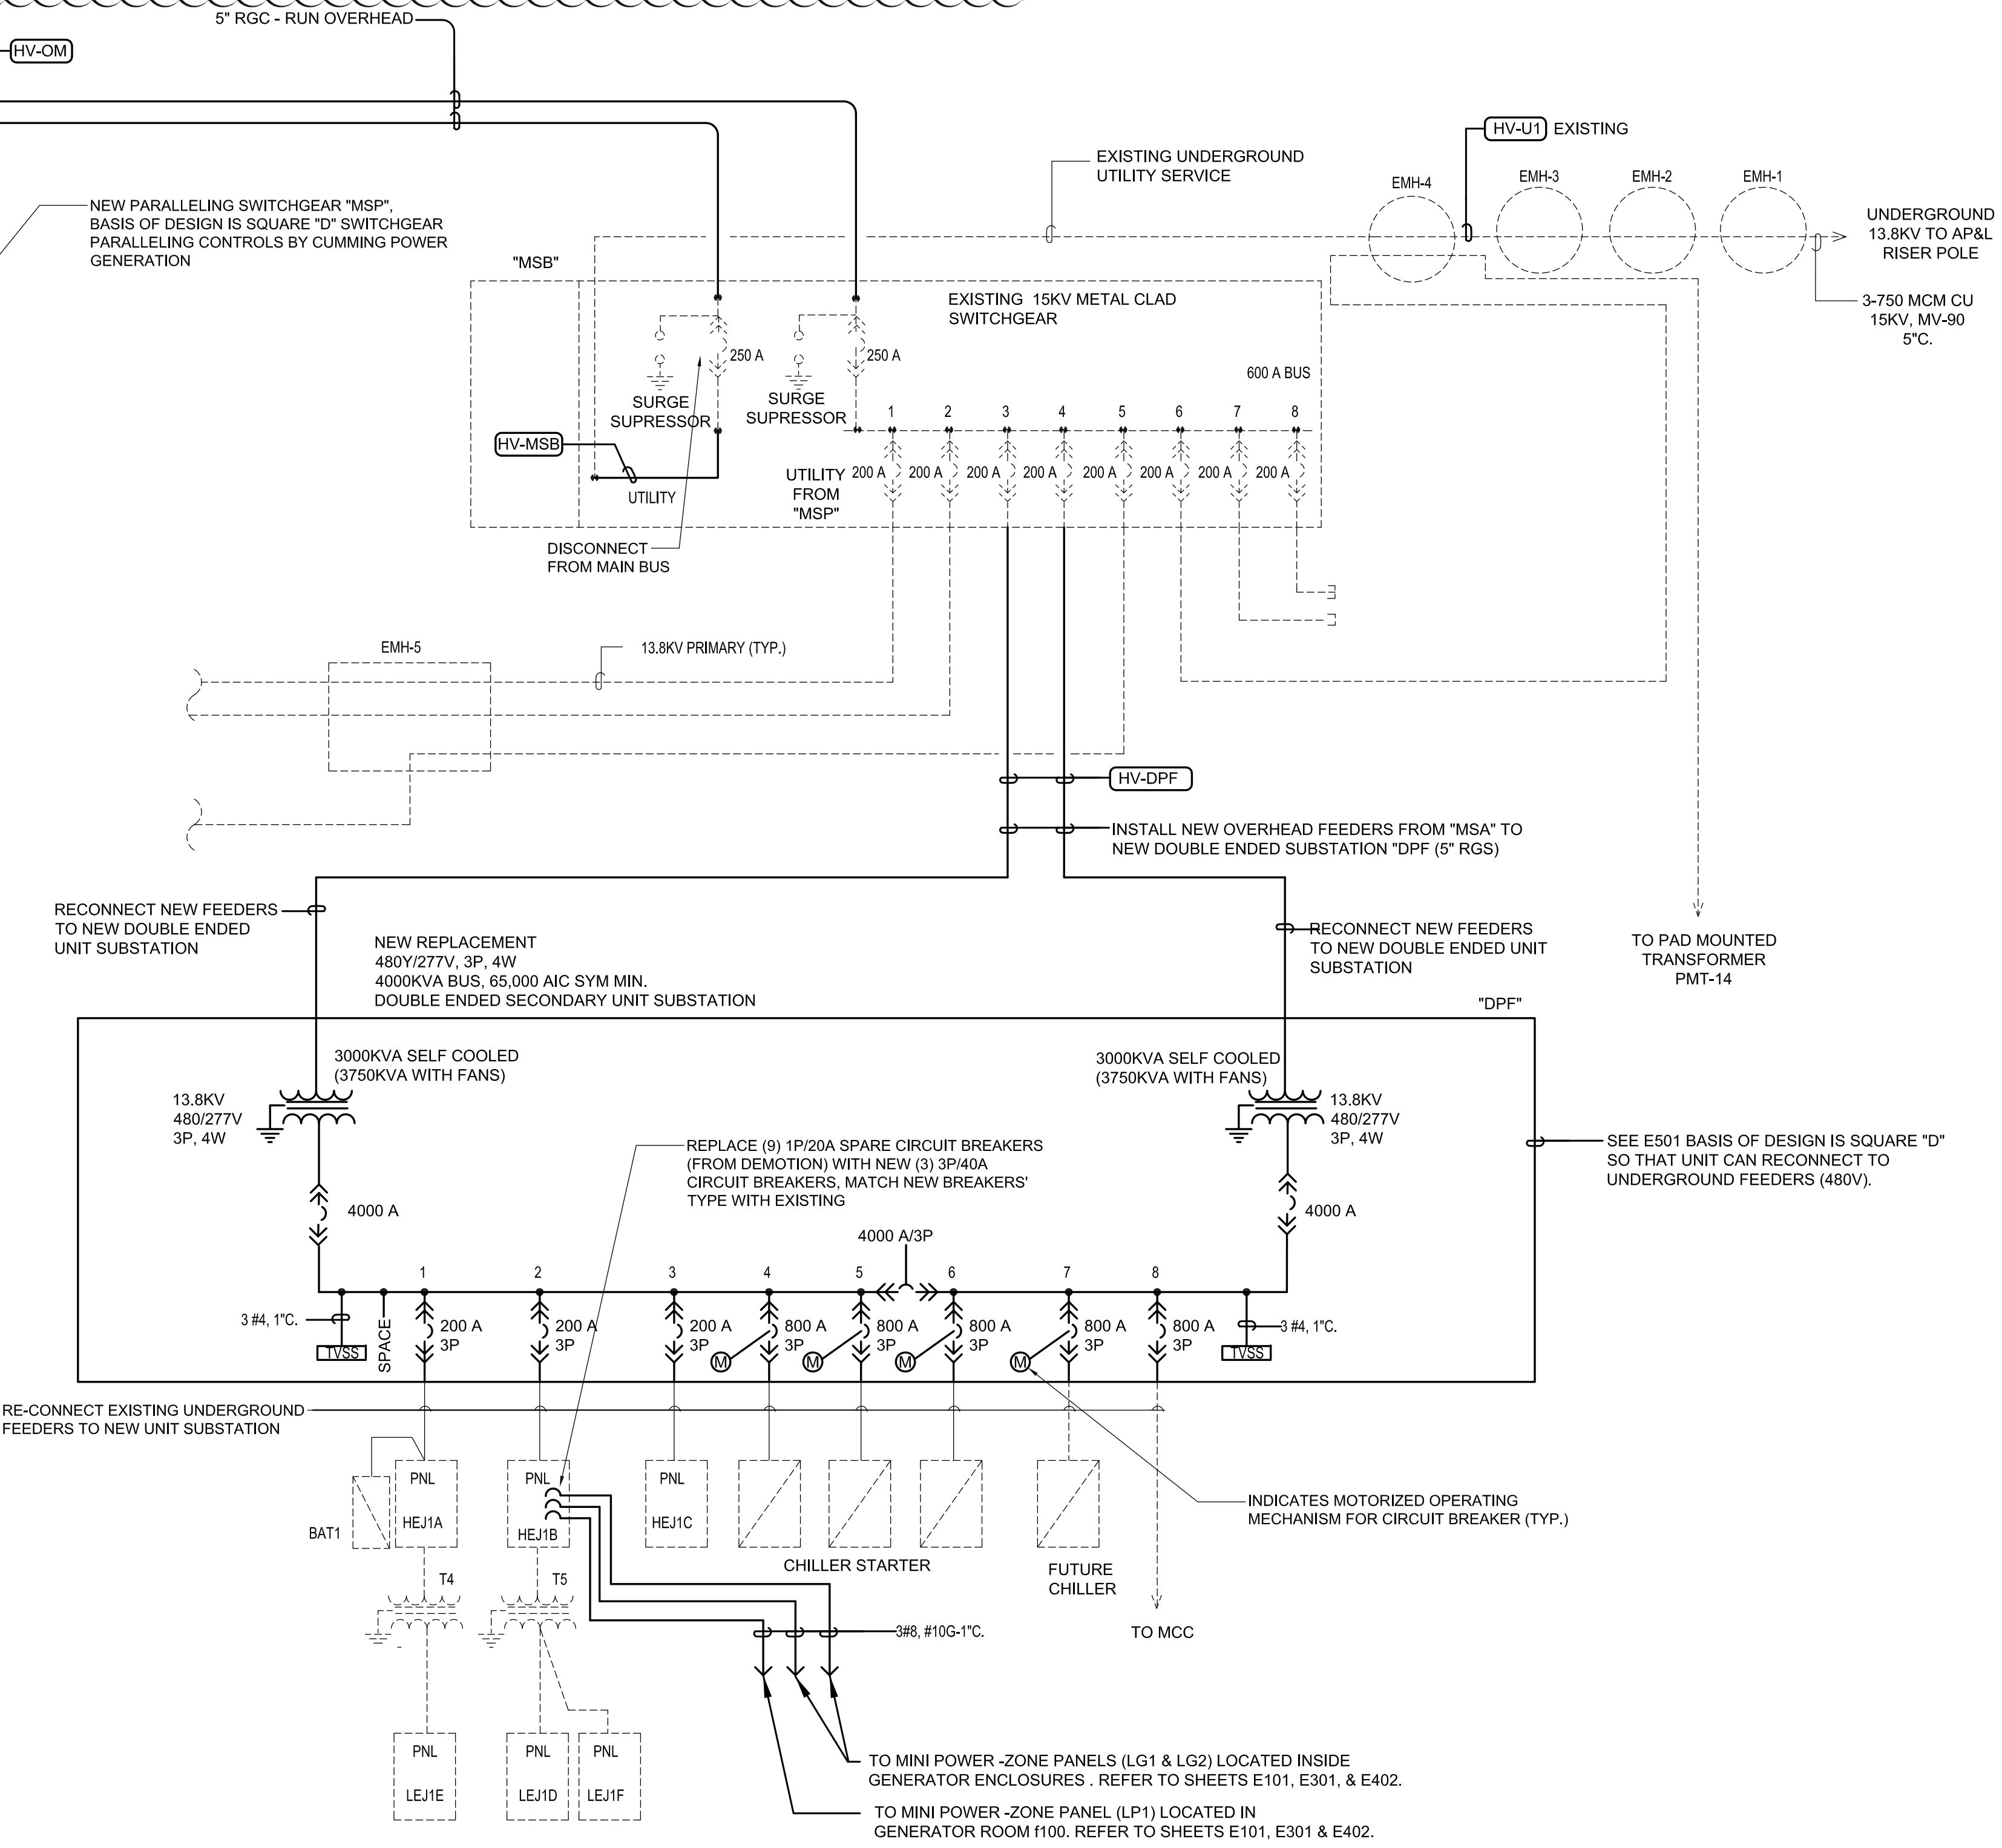 5" RGC - RUN OVERHEAD
HV-OM
HV-U1 EXISTING
EXISTING UNDERGROUND
UTILITY SERVICE
EMH-4
EMH-3
EMH-2
EMH-1
NEW PARALLELING SWITCHGEAR "MSP",
BASIS OF DESIGN IS SQUARE "D" SWITCHGEAR
PARALLELING CONTROLS BY CUMMING POWER
GENERATION
UNDERGROUND
13.8KV TO AP&L
RISER POLE
3-750 MCM CU
15KV, MV-90
5"C.
"MSB"
EXISTING 15KV METAL CLAD
SWITCHGEAR
250 A
250 A
600 A BUS
SURGE
SUPRESSOR
SURGE
SUPRESSOR
1 2 3 4 5 6 7 8
HV-MSB
UTILITY
UTILITY
FROM
"MSP"
200 A 200 A 200 A 200 A 200 A 200 A 200 A 200 A
DISCONNECT
FROM MAIN BUS
EMH-5
13.8KV PRIMARY (TYP.)
HV-DPF
INSTALL NEW OVERHEAD FEEDERS FROM "MSA" TO
NEW DOUBLE ENDED SUBSTATION "DPF (5" RGS)
RECONNECT NEW FEEDERS
TO NEW DOUBLE ENDED
UNIT SUBSTATION
NEW REPLACEMENT
480Y/277V, 3P, 4W
4000KVA BUS, 65,000 AIC SYM MIN.
DOUBLE ENDED SECONDARY UNIT SUBSTATION
RECONNECT NEW FEEDERS
TO NEW DOUBLE ENDED UNIT
SUBSTATION
TO PAD MOUNTED
TRANSFORMER
PMT-14
"DPF"
3000KVA SELF COOLED
(3750KVA WITH FANS)
13.8KV
480/277V
3P, 4W
3000KVA SELF COOLED
(3750KVA WITH FANS)
13.8KV
480/277V
3P, 4W
REPLACE (9) 1P/20A SPARE CIRCUIT BREAKERS
(FROM DEMOTION) WITH NEW (3) 3P/40A
CIRCUIT BREAKERS, MATCH NEW BREAKERS'
TYPE WITH EXISTING
SEE E501 BASIS OF DESIGN IS SQUARE "D"
SO THAT UNIT CAN RECONNECT TO
UNDERGROUND FEEDERS (480V).
4000 A
4000 A
4000 A/3P
1 2 3 4 5 6 7 8
3 #4, 1"C.
TVSS
SPACE
200 A
3P
200 A
3P
200 A
3P
800 A
3P
M
800 A
3P
M
800 A
3P
M
800 A
3P
M
800 A
3P
3 #4, 1"C.
TVSS
RE-CONNECT EXISTING UNDERGROUND
FEEDERS TO NEW UNIT SUBSTATION
BAT1
PNL
HEJ1A
PNL
HEJ1B
PNL
HEJ1C
CHILLER STARTER
FUTURE
CHILLER
INDICATES MOTORIZED OPERATING
MECHANISM FOR CIRCUIT BREAKER (TYP.)
T4
T5
3#8, #10G-1"C.
TO MCC
PNL
LEJ1E
PNL
LEJ1D
PNL
LEJ1F
TO MINI POWER -ZONE PANELS (LG1 & LG2) LOCATED INSIDE
GENERATOR ENCLOSURES . REFER TO SHEETS E101, E301, & E402.
TO MINI POWER -ZONE PANEL (LP1) LOCATED IN
GENERATOR ROOM f100. REFER TO SHEETS E101, E301 & E402.